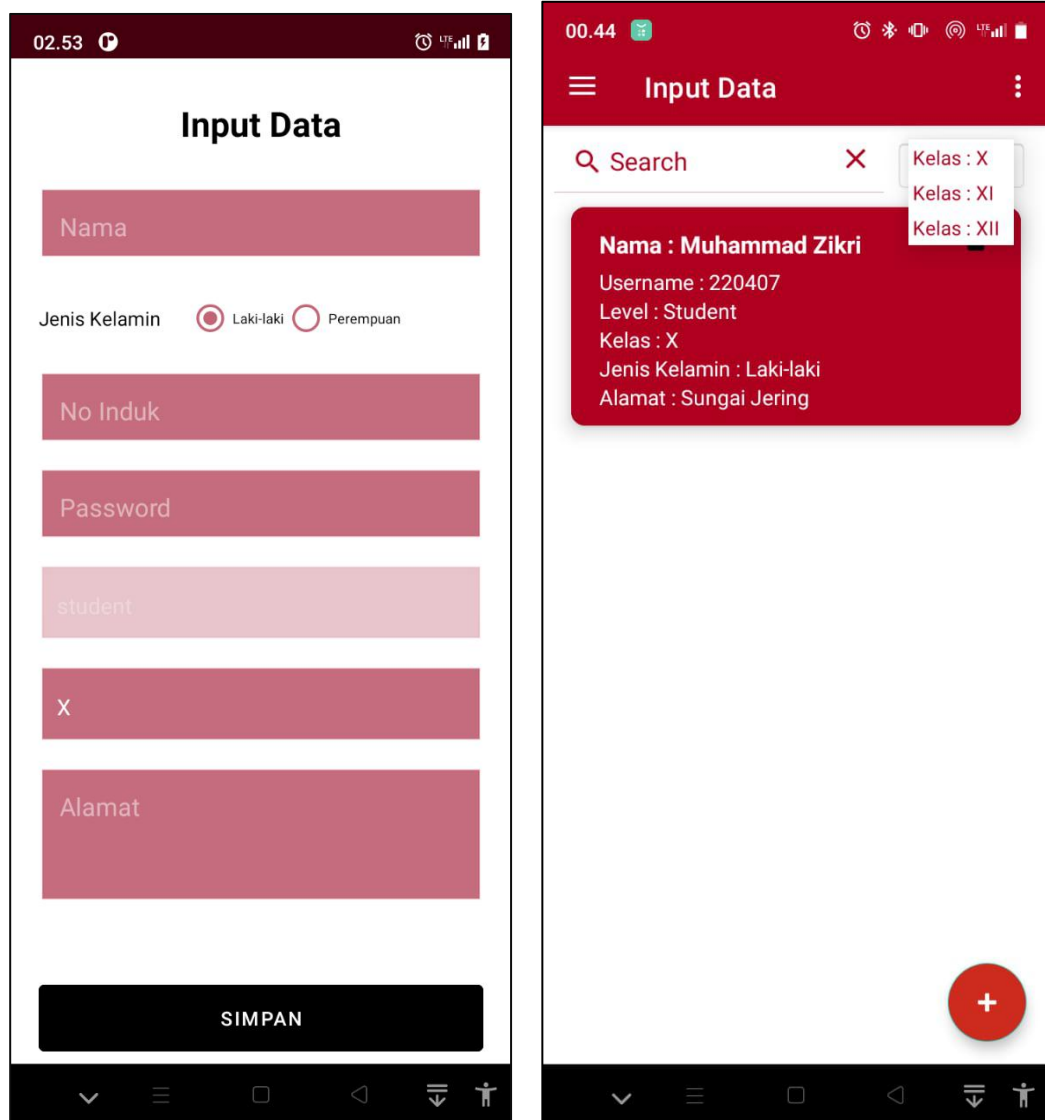 02.53
LTE
Input Data
Nama
Jenis Kelamin Laki-laki Perempuan
No Induk
Password
student
X
Alamat
SIMPAN
00.44
LTE
Input Data
Search
Kelas : X
Kelas : XI
Kelas : XII
Nama : Muhammad Zikri
Username : 220407
Level : Student
Kelas : X
Jenis Kelamin : Laki-laki
Alamat : Sungai Jering
+